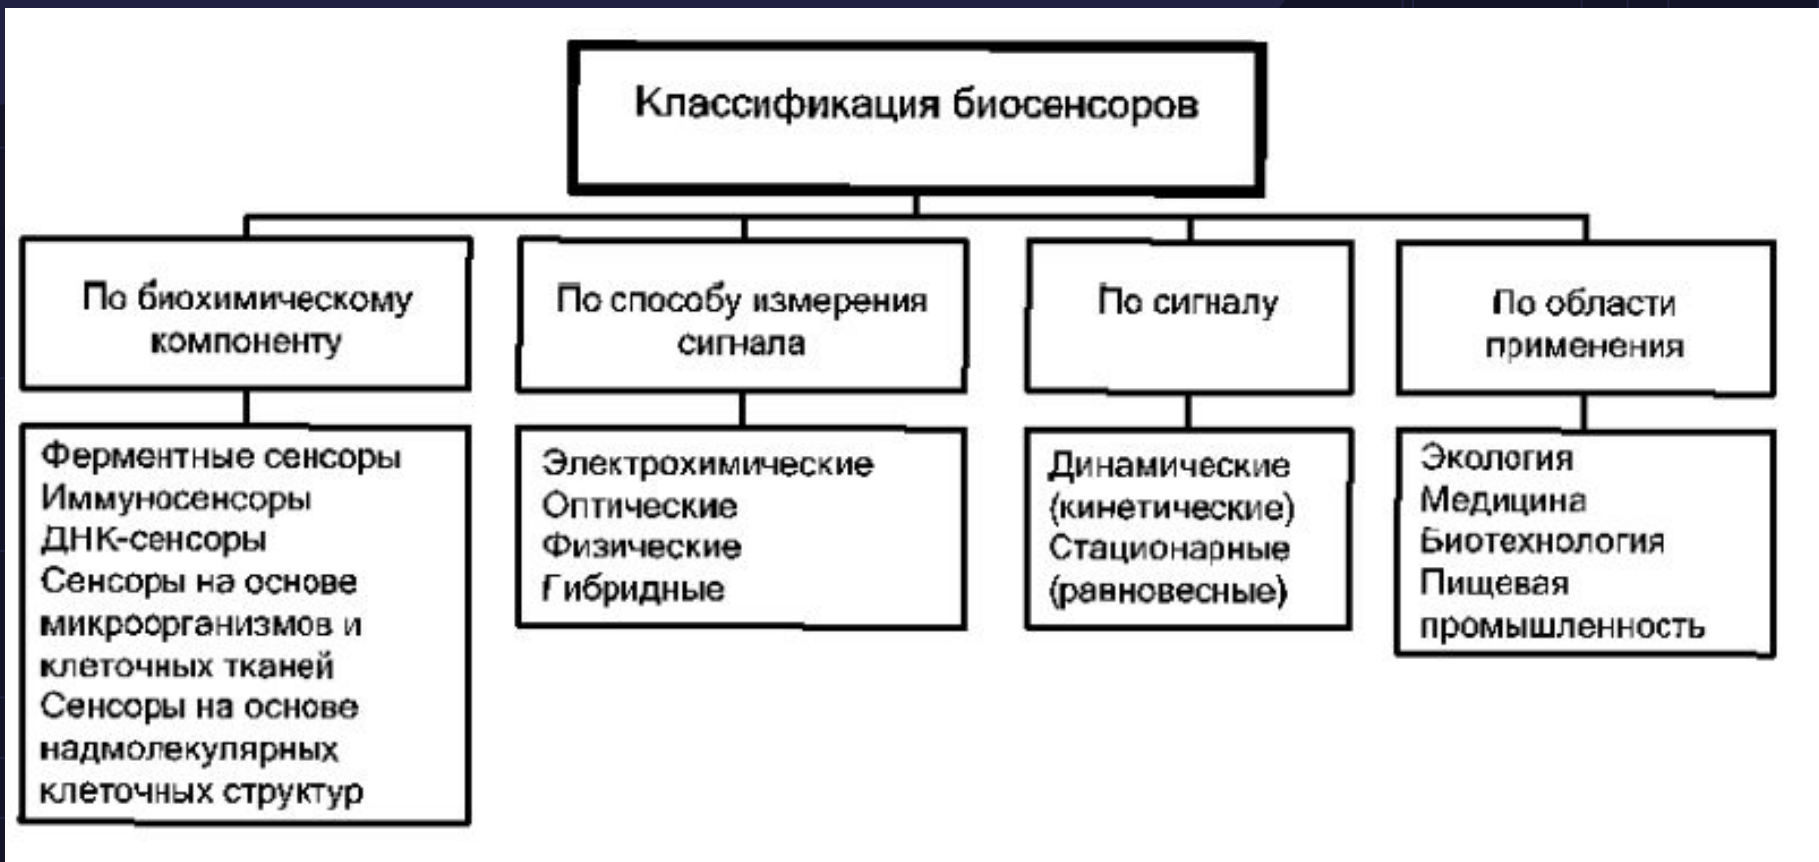 Классификация биосенсоров
По биохимическому
компоненту
Ферментные сенсоры
Иммуносенсоры
ДНК-сенсоры
Сенсоры на основе
микроорганизмов и
клеточных тканей
Сенсоры на основе
надмолекулярных
клеточных структур
По способу измерения
сигнала
Электрохимические
Оптические
Физические
Гибридные
По сигналу
Динамические
(кинетические)
Стационарные
(равновесные)
По области
применения
Экология
Медицина
Биотехнология
Пищевая
промышленность